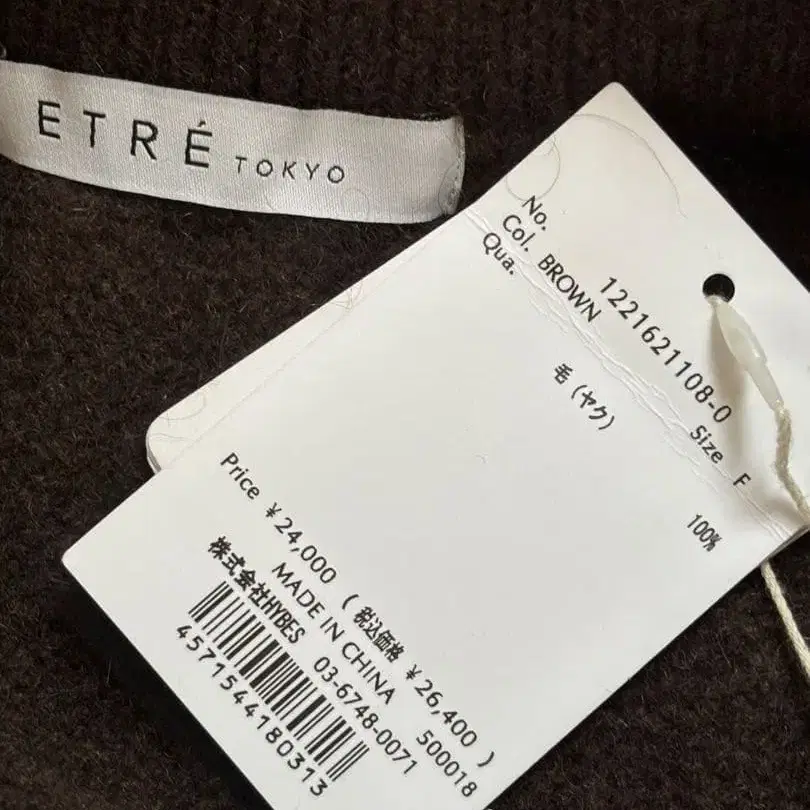 ETRÉ TOKYO
No. 1221621108-0
Col. BROWN Size F
Qua.
毛(ヤク) 100%
Price ¥24,000 (税込価格 ¥26,400)
MADE IN CHINA 500018
株式会社HYBES 03-6748-0071
4571544180313